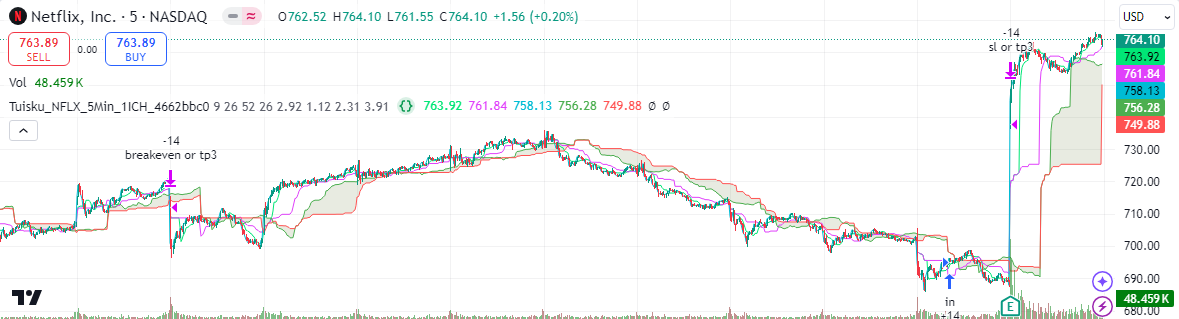 Netflix, Inc. · 5 · NASDAQ
O762.52 H764.10 L761.55 C764.10 +1.56 (+0.20%)
USD
763.89
SELL
0.00
763.89
BUY
Vol 48.459 K
Tuisku_NFLX_5Min_1ICH_4662bbc0 9 26 52 26 2.92 1.12 2.31 3.91 763.92 761.84 758.13 756.28 749.88 Ø Ø
-14
breakeven or tp3
-14
sl or tp3
in
+14
E
764.10
763.92
761.84
758.12
756.28
749.88
730.00
720.00
710.00
700.00
690.00
48.459 K
680.00